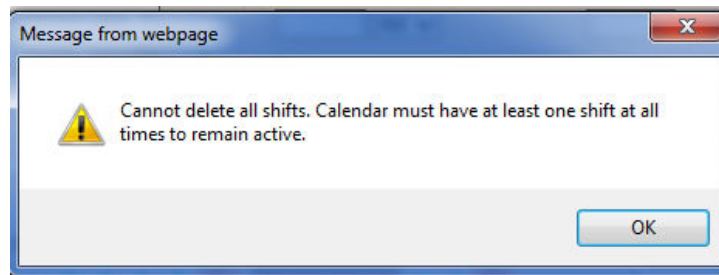 Message from webpage
Cannot delete all shifts. Calendar must have at least one shift at all
times to remain active.
OK